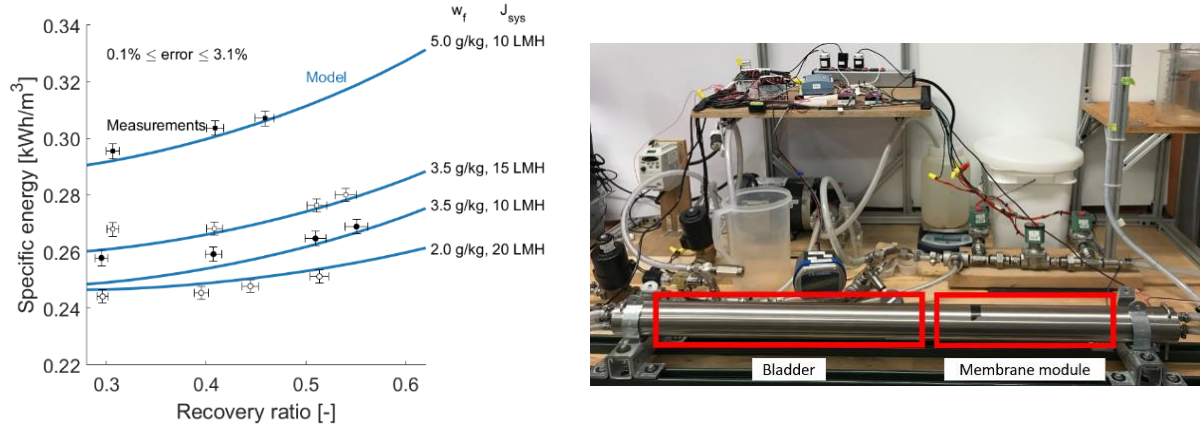 w_f J_sys
0.34
0.32
0.30
0.28
0.26
0.24
0.22
Specific energy [kWh/m³]
0.1% ≤ error ≤ 3.1%
Model
Measurements
5.0 g/kg, 10 LMH
3.5 g/kg, 15 LMH
3.5 g/kg, 10 LMH
2.0 g/kg, 20 LMH
0.3 0.4 0.5 0.6
Recovery ratio [-]
Bladder
Membrane module